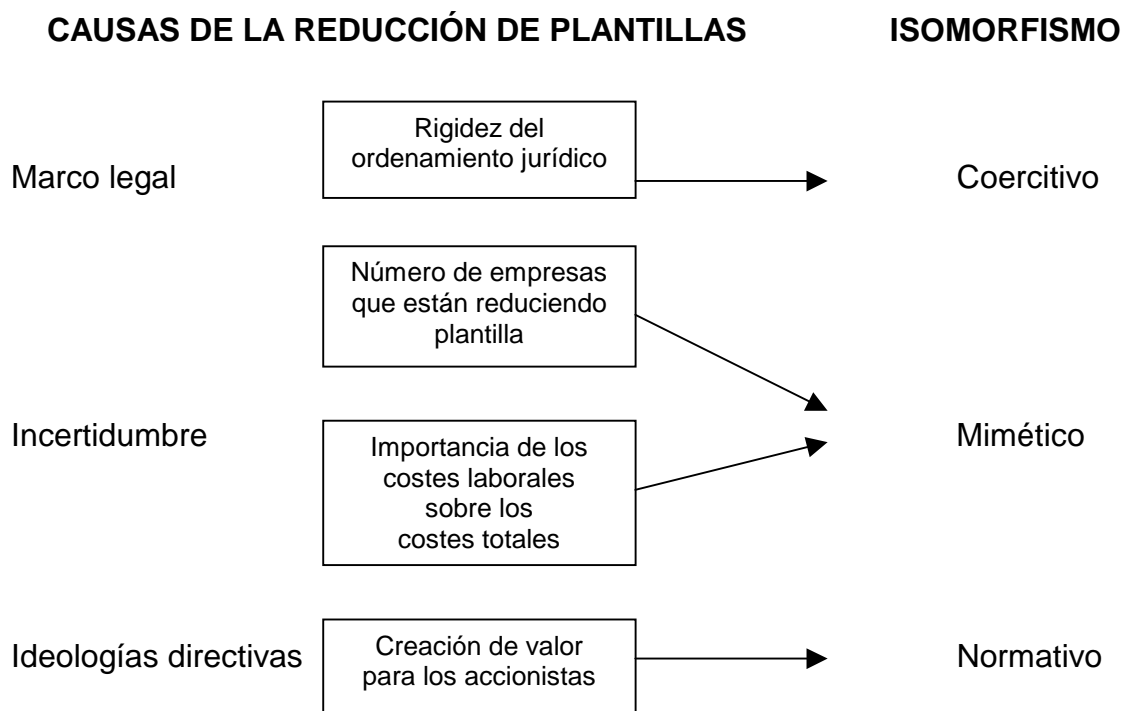 CAUSAS DE LA REDUCCIÓN DE PLANTILLAS
ISOMORFISMO
Marco legal
Rigidez del
ordenamiento jurídico
Coercitivo
Número de empresas
que están reduciendo
plantilla
Incertidumbre
Importancia de los
costes laborales
sobre los
costes totales
Mimético
Ideologías directivas
Creación de valor
para los accionistas
Normativo